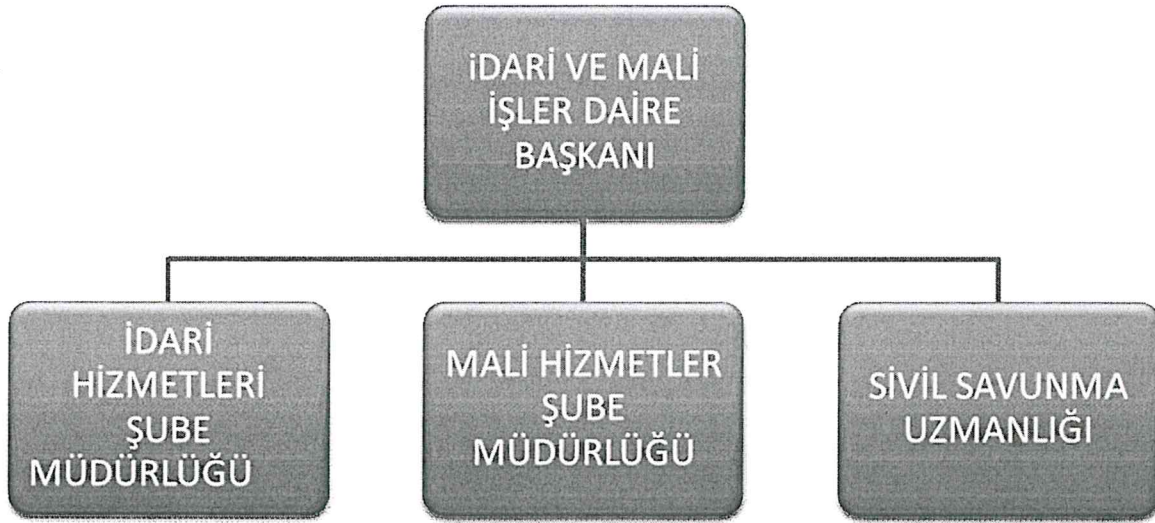 iDARİ VE MALİ
İŞLER DAİRE
BAŞKANI
İDARİ
HİZMETLERİ
ŞUBE
MÜDÜRLÜĞÜ
MALİ HİZMETLER
ŞUBE
MÜDÜRLÜĞÜ
SİVİL SAVUNMA
UZMANLIĞI